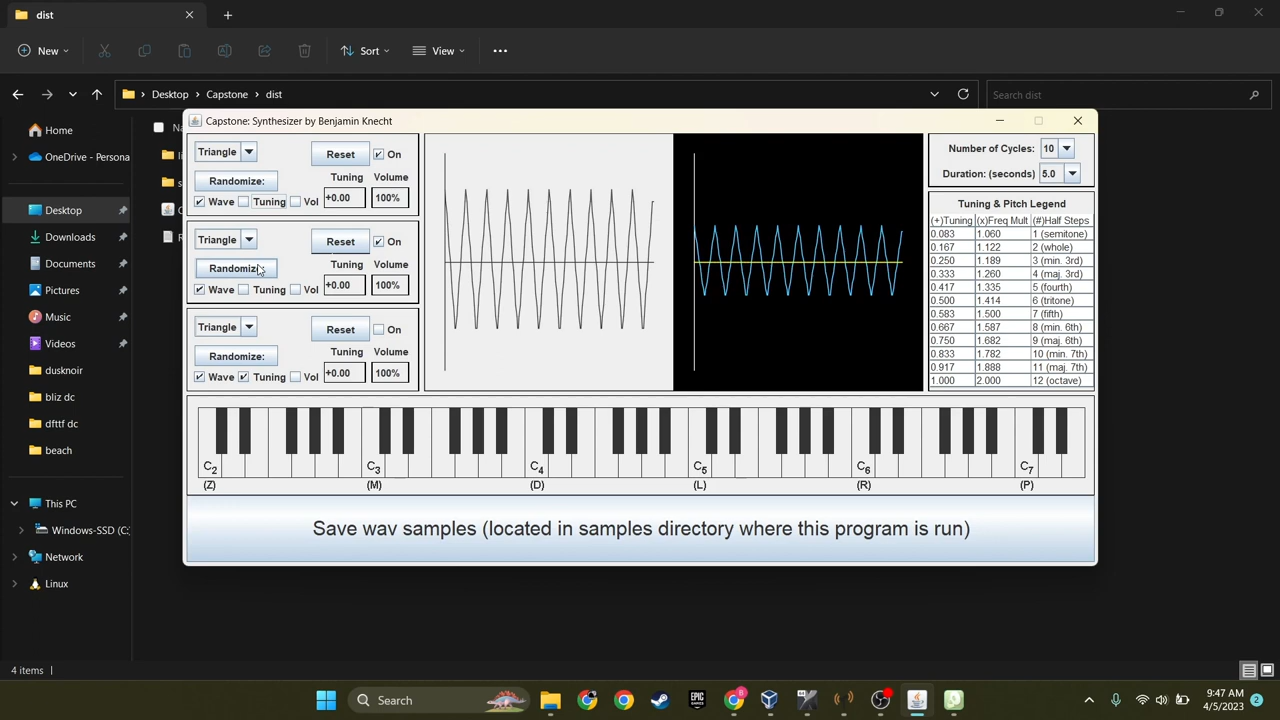 dist
New
Sort
View
Desktop
Capstone
dist
Search dist
Home
OneDrive - Persona
Desktop
Downloads
Documents
Pictures
Music
Videos
dusknoir
bliz dc
dftff dc
beach
This PC
Windows-SSD (C:
Network
Linux
4 items
Capstone: Synthesizer by Benjamin Knecht
Triangle
Reset
On
Randomize:
Tuning
Volume
Wave
Tuning
Vol
+0.00
100%
Triangle
Reset
On
Randomize:
Tuning
Volume
Wave
Tuning
Vol
+0.00
100%
Triangle
Reset
On
Randomize:
Tuning
Volume
Wave
Tuning
Vol
+0.00
100%
Number of Cycles: 10
Duration: (seconds) 5.0
Tuning & Pitch Legend
(+)Tuning (x)Freq Mult (#)Half Steps
0.083 1.060 1 (semitone)
0.167 1.122 2 (whole)
0.250 1.189 3 (min. 3rd)
0.333 1.260 4 (maj. 3rd)
0.417 1.335 5 (fourth)
0.500 1.414 6 (tritone)
0.583 1.500 7 (fifth)
0.667 1.587 8 (min. 6th)
0.750 1.682 9 (maj. 6th)
0.833 1.782 10 (min. 7th)
0.917 1.888 11 (maj. 7th)
1.000 2.000 12 (octave)
C2 C3 C4 C5 C6 C7
(Z) (M) (D) (L) (R) (P)
Save wav samples (located in samples directory where this program is run)
Search
9:47 AM
4/5/2023
2